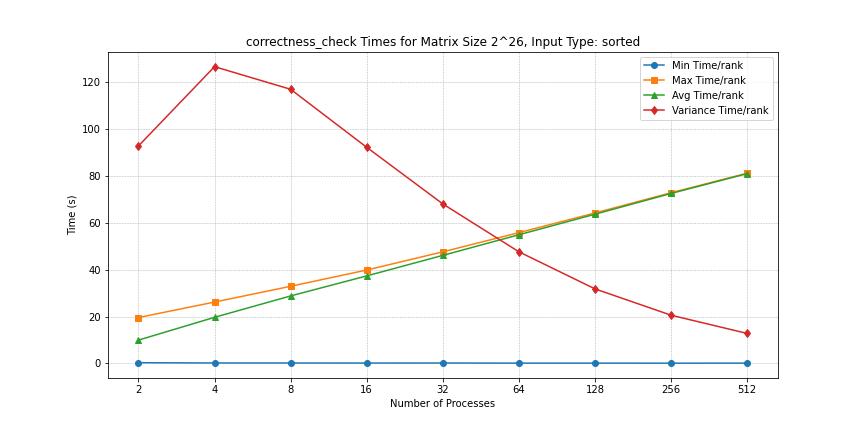 correctness_check Times for Matrix Size 2^26, Input Type: sorted
Min Time/rank
Max Time/rank
Avg Time/rank
Variance Time/rank
Time (s)
120
100
80
60
40
20
0
2 4 8 16 32 64 128 256 512
Number of Processes